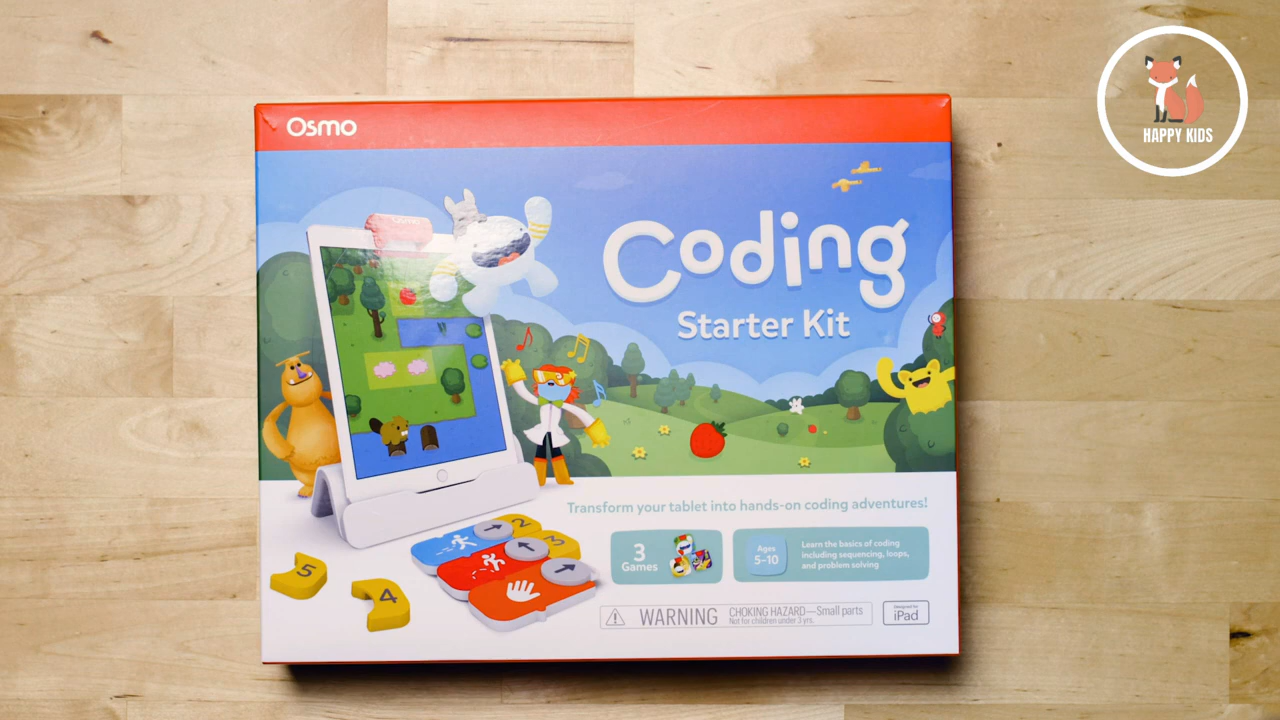 Osmo
HAPPY KIDS
Coding
Starter Kit
Transform your tablet into hands-on coding adventures!
3
Games
Ages
5-10
Learn the basics of coding
including sequencing, loops,
and problem solving
2
3
5
4
WARNING
CHOKING HAZARD—Small parts
Not for children under 3 yrs.
Designed for
iPad